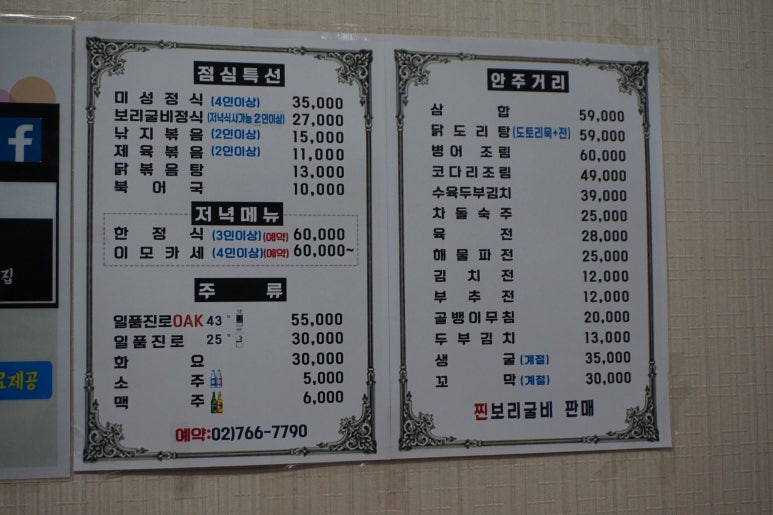 f
집
료제공
점심특선
미성정식 (4인이상) 35,000
보리굴비정식(저녁식사가능 2인이상) 27,000
낚지볶음 (2인이상) 15,000
제육볶음 (2인이상) 11,000
닭볶음탕 13,000
북어국 10,000
저녁메뉴
한정식 (3인이상)(예약) 60,000
이모카세 (4인이상)(예약) 60,000~
주류
일품진로OAK 43° 55,000
일품진로 25° 30,000
화요 30,000
소주 5,000
맥주 6,000
예약:02)766-7790
안주거리
삼합 59,000
닭도리탕(도토리묵+전) 59,000
병어조림 60,000
코다리조림 49,000
수육두부김치 39,000
차돌숙주 25,000
육전 28,000
해물파전 25,000
김치전 12,000
부추전 12,000
골뱅이무침 20,000
두부김치 13,000
생굴(계절) 35,000
꼬막(계절) 30,000
찐보리굴비 판매